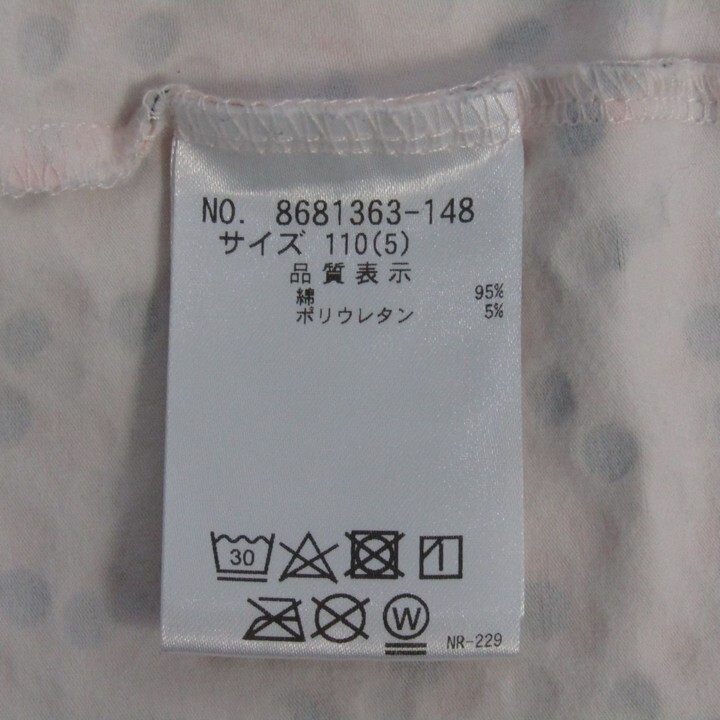 NO. 8681363-148
サイズ 110(5)
品質表示
綿 95%
ポリウレタン 5%
30
W
NR-229